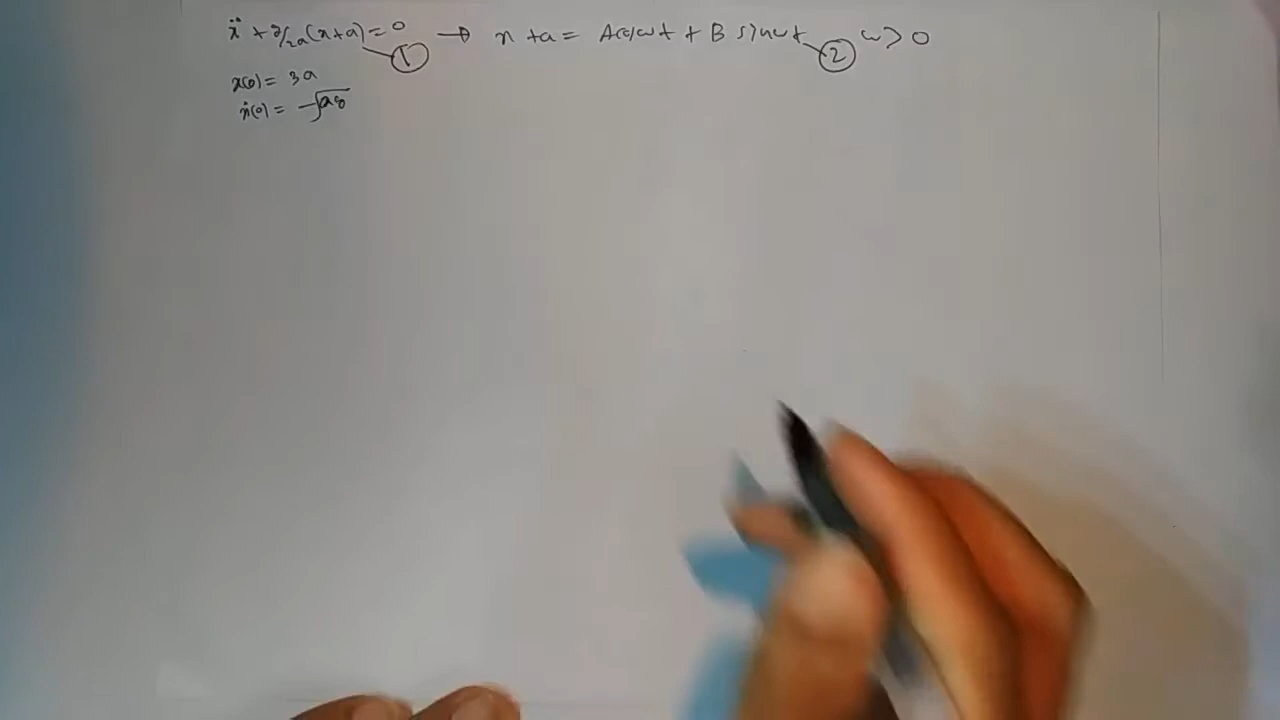 ẍ + g/2a (x+a) = 0 ① → x + a = A cos ωt + B sin ωt ② ω > 0
x(0) = 3a
ẋ(0) = -√ag